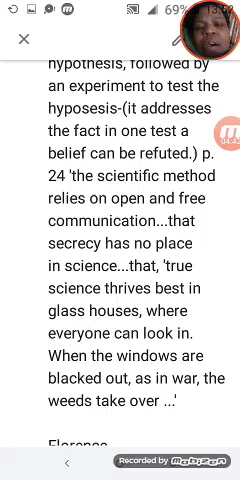 69%
hypothesis, followed by
an experiment to test the
hyposesis-(it addresses
the fact in one test a
belief can be refuted.) p.
04:42
24 'the scientific method
relies on open and free
communication...that
secrecy has no place
in science...that, 'true
science thrives best in
glass houses, where
everyone can look in.
When the windows are
blacked out, as in war, the
weeds take over ...'
Florence
Recorded by mobizen